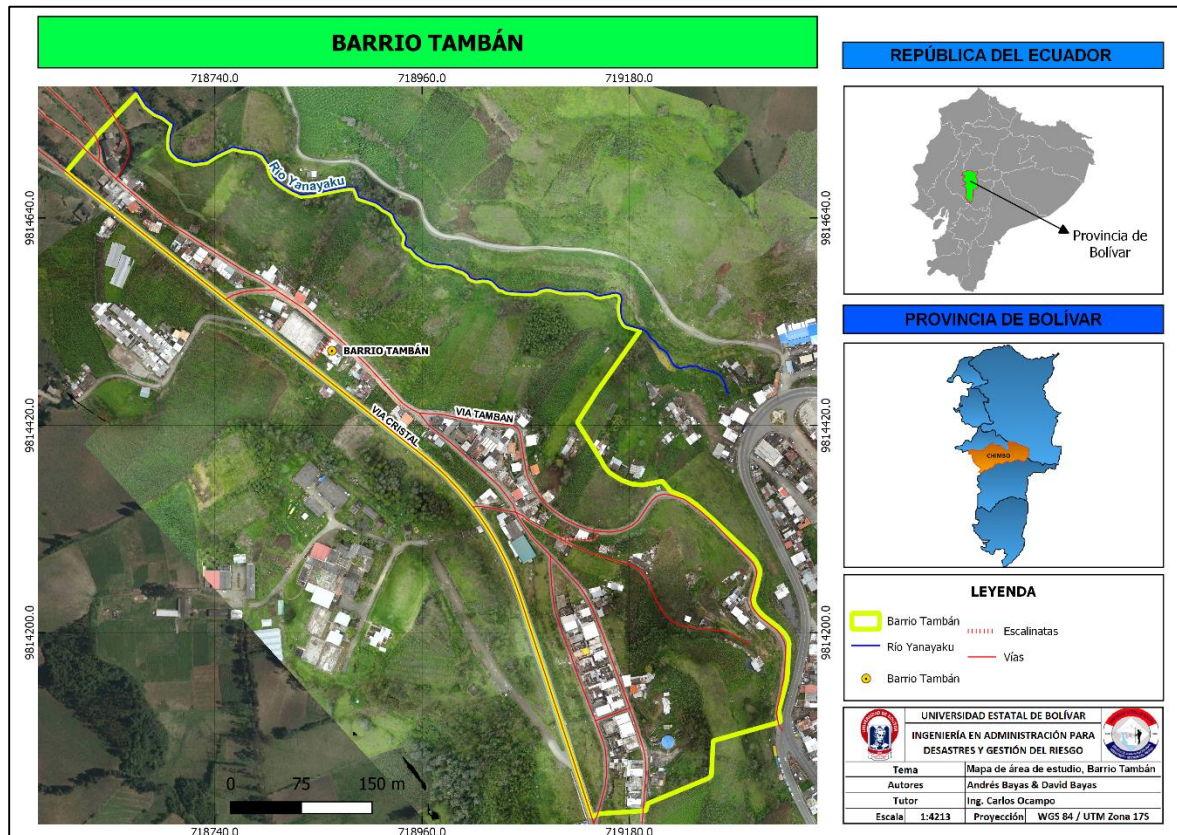 BARRIO TAMBÁN
718740.0
718960.0
719180.0
9814640.0
9814420.0
9814200.0
9814640.0
9814420.0
9814200.0
Río Yanayaku
BARRIO TAMBÁN
VIA TAMBAN
VIA CRISTAL
0 75 150 m
718740.0
718960.0
719180.0
REPÚBLICA DEL ECUADOR
Provincia de
Bolívar
PROVINCIA DE BOLÍVAR
CHIMBO
LEYENDA
Barrio Tambán
Río Yanayaku
Barrio Tambán
Escalinatas
Vías
UNIVERSIDAD ESTATAL DE BOLÍVAR
INGENIERÍA EN ADMINISTRACIÓN PARA
DESASTRES Y GESTIÓN DEL RIESGO
Tema Mapa de área de estudio, Barrio Tambán
Autores Andrés Bayas & David Bayas
Tutor Ing. Carlos Ocampo
Escala 1:4213 Proyección WGS 84 / UTM Zona 17S